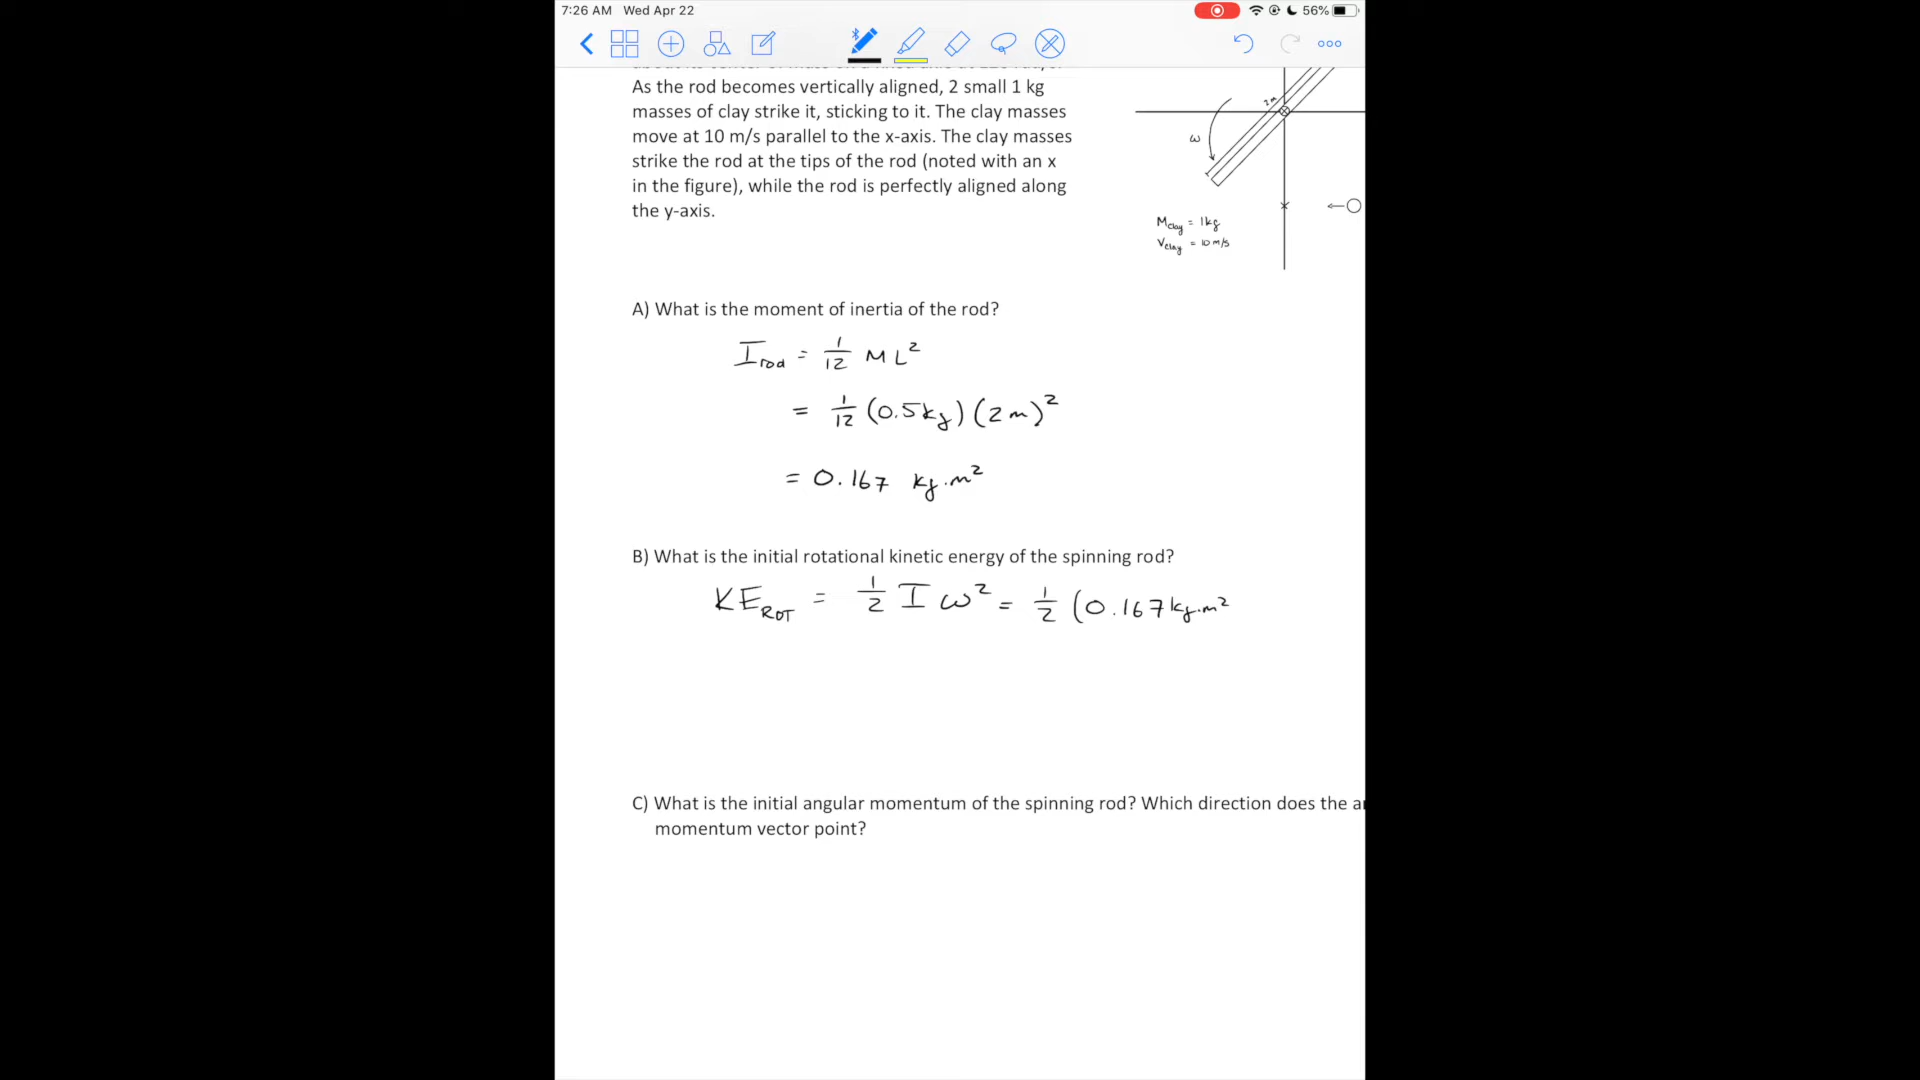 7:26 AM Wed Apr 22
56%
As the rod becomes vertically aligned, 2 small 1 kg
masses of clay strike it, sticking to it. The clay masses
move at 10 m/s parallel to the x-axis. The clay masses
strike the rod at the tips of the rod (noted with an x
in the figure), while the rod is perfectly aligned along
the y-axis.
2m
ω
M_clay = 1kg
V_clay = 10 m/s
A) What is the moment of inertia of the rod?
I_rod = 1/12 M L²
= 1/12 (0.5kg)(2m)²
= 0.167 kg·m²
B) What is the initial rotational kinetic energy of the spinning rod?
KE_ROT = 1/2 I ω² = 1/2 (0.167kg·m²
C) What is the initial angular momentum of the spinning rod? Which direction does the
momentum vector point?